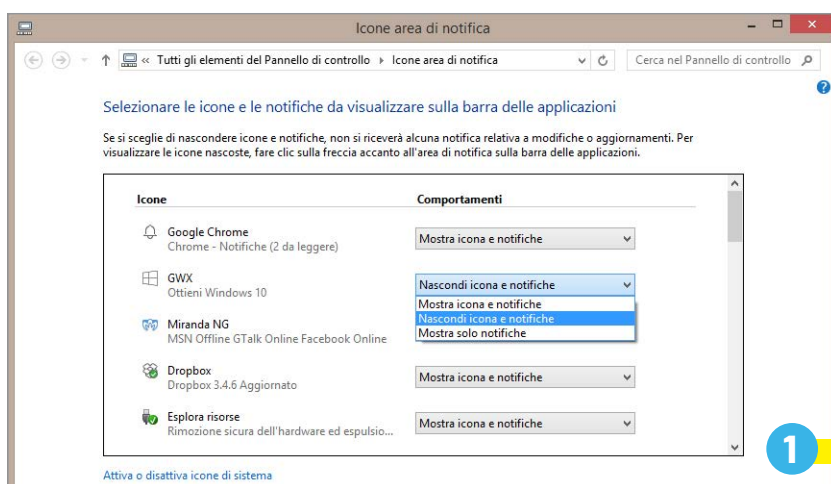 Icone area di notifica
« Tutti gli elementi del Pannello di controllo Icone area di notifica
Cerca nel Pannello di controllo
?
Selezionare le icone e le notifiche da visualizzare sulla barra delle applicazioni
Se si sceglie di nascondere icone e notifiche, non si riceverà alcuna notifica relativa a modifiche o aggiornamenti. Per
visualizzare le icone nascoste, fare clic sulla freccia accanto all'area di notifica sulla barra delle applicazioni.
Icone Comportamenti
Google Chrome
Chrome - Notifiche (2 da leggere)
Mostra icona e notifiche
GWX
Ottieni Windows 10
Nascondi icona e notifiche
Mostra icona e notifiche
Nascondi icona e notifiche
Mostra solo notifiche
Miranda NG
MSN Offline GTalk Online Facebook Online
Dropbox
Dropbox 3.4.6 Aggiornato
Mostra icona e notifiche
Esplora risorse
Rimozione sicura dell'hardware ed espulsio...
Mostra icona e notifiche
1
Attiva o disattiva icone di sistema